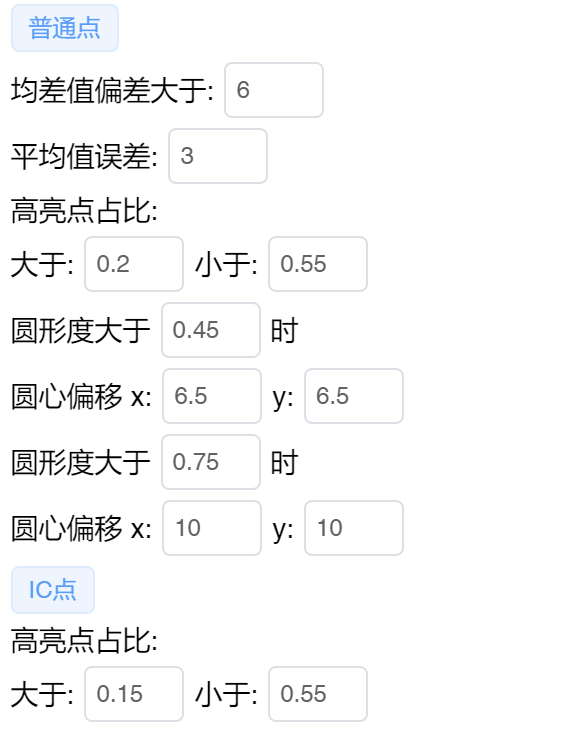 普通点
均差值偏差大于: 6
平均值误差: 3
高亮点占比:
大于: 0.2 小于: 0.55
圆形度大于 0.45 时
圆心偏移 x: 6.5 y: 6.5
圆形度大于 0.75 时
圆心偏移 x: 10 y: 10
IC点
高亮点占比:
大于: 0.15 小于: 0.55